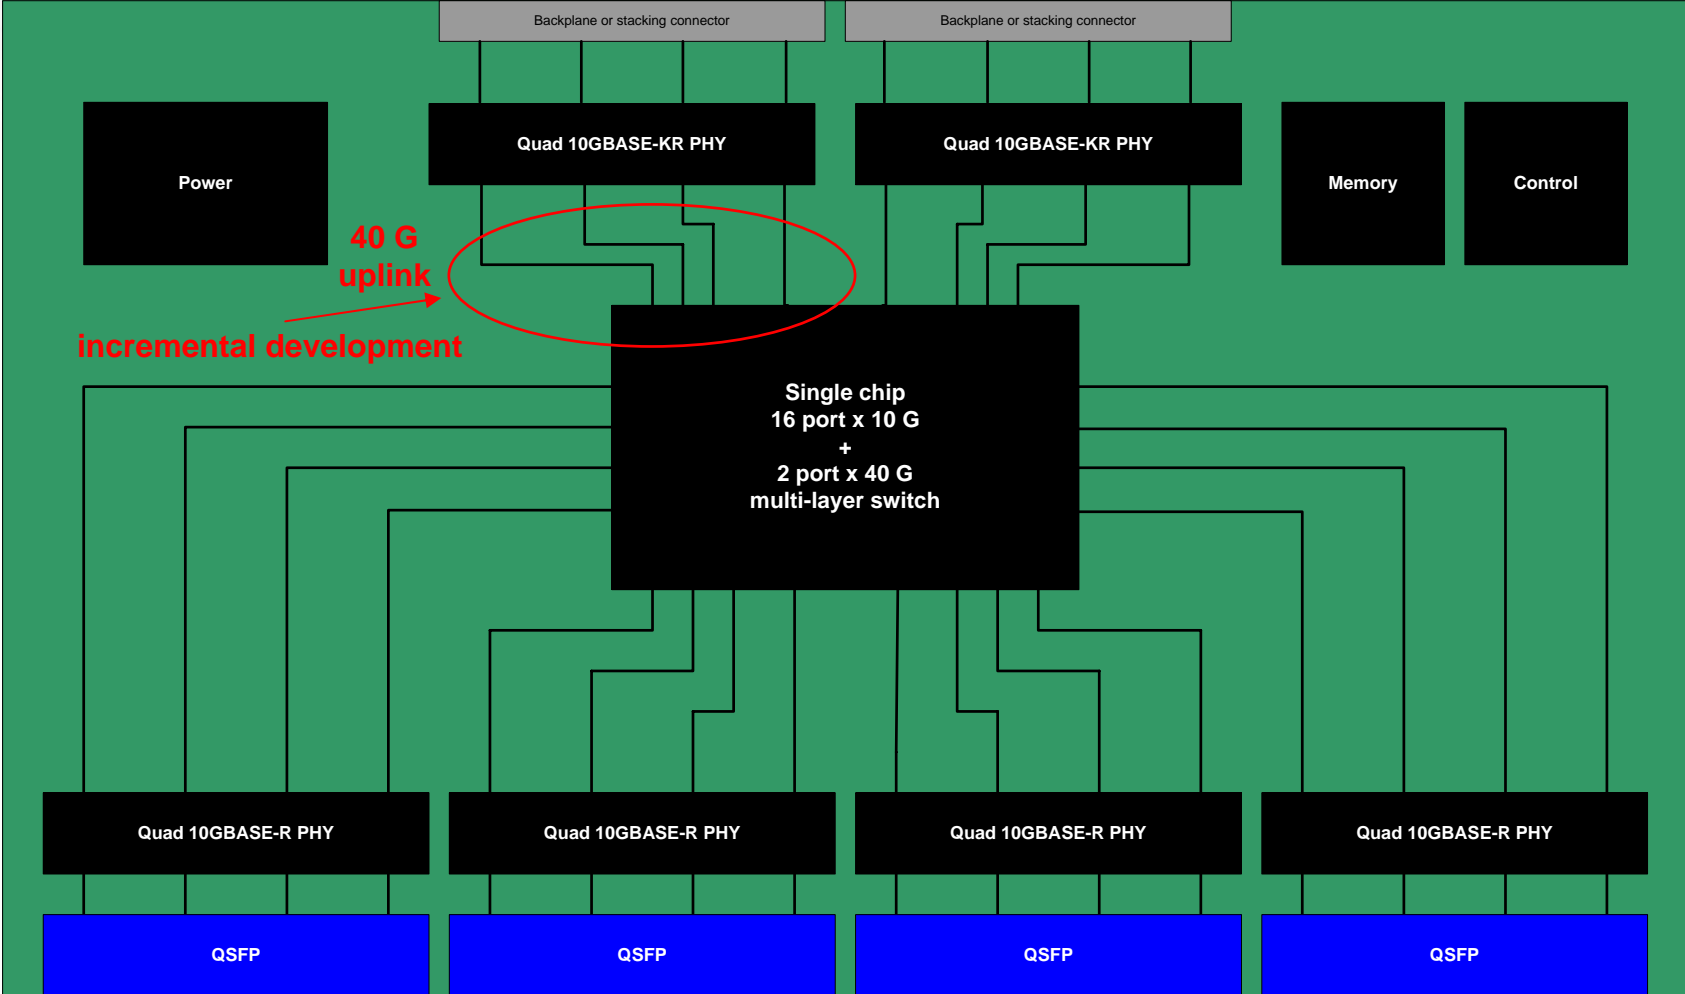 Backplane or stacking connector
Backplane or stacking connector
Quad 10GBASE-KR PHY
Quad 10GBASE-KR PHY
Power
Memory
Control
40 G
uplink
incremental development
Single chip
16 port x 10 G
+
2 port x 40 G
multi-layer switch
Quad 10GBASE-R PHY
Quad 10GBASE-R PHY
Quad 10GBASE-R PHY
Quad 10GBASE-R PHY
QSFP
QSFP
QSFP
QSFP